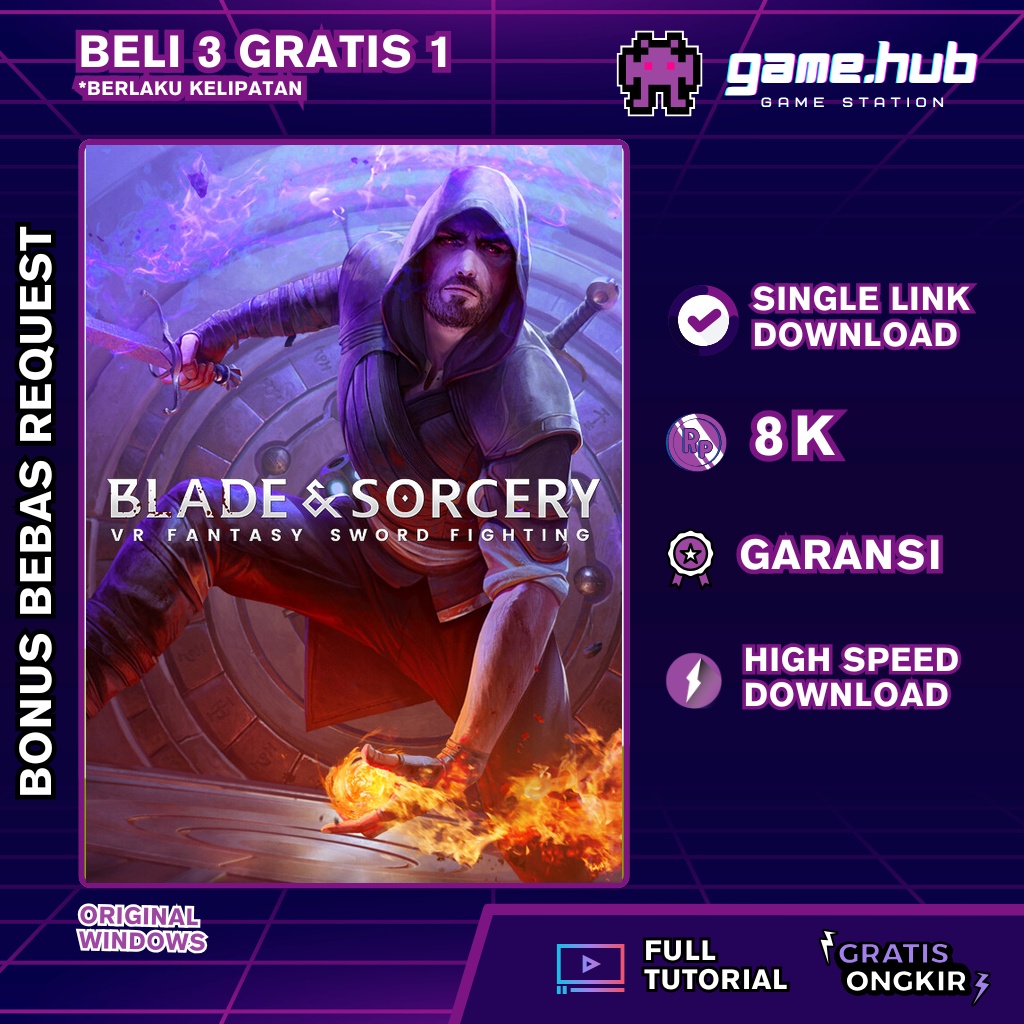 BELI 3 GRATIS 1
*BERLAKU KELIPATAN
game.hub
GAME STATION
BONUS BEBAS REQUEST
BLADE & SORCERY
VR FANTASY SWORD FIGHTING
SINGLE LINK
DOWNLOAD
RP
8K
GARANSI
HIGH SPEED
DOWNLOAD
ORIGINAL
WINDOWS
FULL
TUTORIAL
GRATIS
ONGKIR